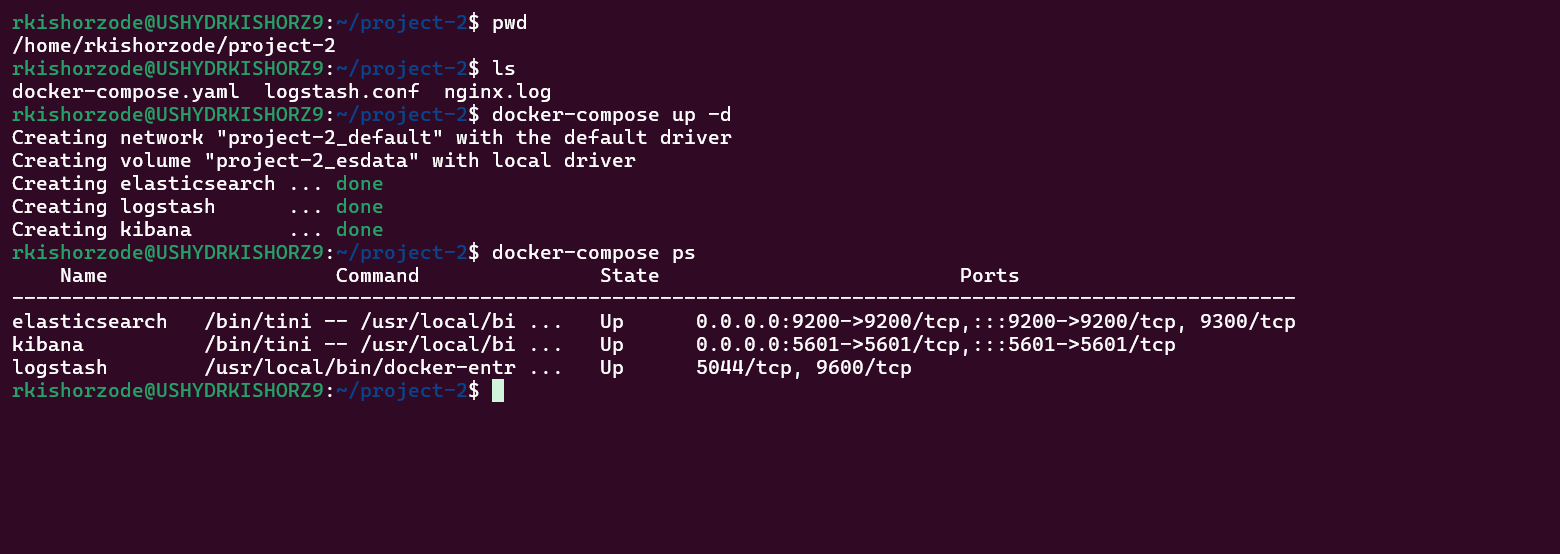 rkishorzode@USHYDRKISHORZ9:~/project-2$ pwd
/home/rkishorzode/project-2
rkishorzode@USHYDRKISHORZ9:~/project-2$ ls
docker-compose.yaml  logstash.conf  nginx.log
rkishorzode@USHYDRKISHORZ9:~/project-2$ docker-compose up -d
Creating network "project-2_default" with the default driver
Creating volume "project-2_esdata" with local driver
Creating elasticsearch ... done
Creating logstash      ... done
Creating kibana        ... done
rkishorzode@USHYDRKISHORZ9:~/project-2$ docker-compose ps
    Name                   Command               State                         Ports
-----------------------------------------------------------------------------------------------------------
elasticsearch   /bin/tini -- /usr/local/bi ...   Up      0.0.0.0:9200->9200/tcp,:::9200->9200/tcp, 9300/tcp
kibana          /bin/tini -- /usr/local/bi ...   Up      0.0.0.0:5601->5601/tcp,:::5601->5601/tcp
logstash        /usr/local/bin/docker-entr ...   Up      5044/tcp, 9600/tcp
rkishorzode@USHYDRKISHORZ9:~/project-2$